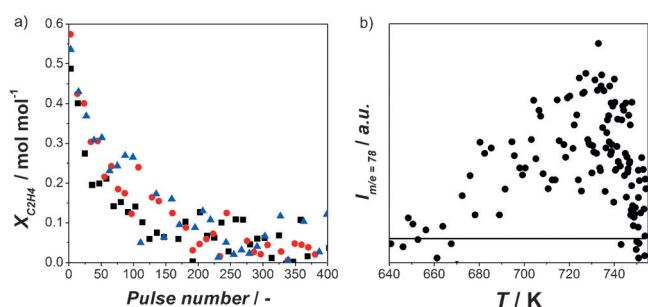 a)
0.6
0.5
0.4
0.3
0.2
0.1
0.0
X_C2H4 / mol mol⁻¹
0 50 100 150 200 250 300 350 400
Pulse number / -
b)
I_m/e = 78 / a.u.
640 660 680 700 720 740
T / K